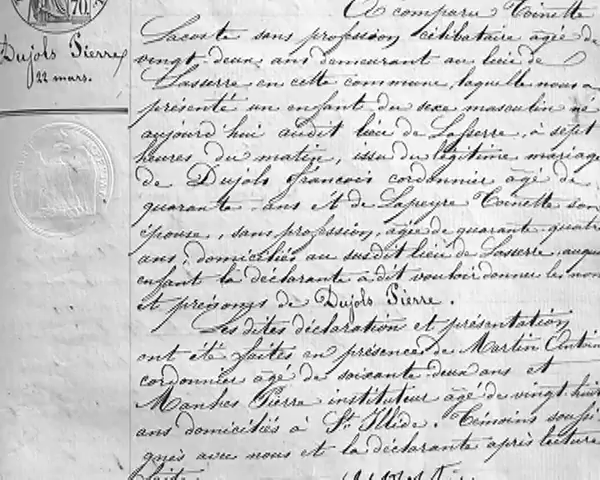 70
Dujols Pierre
22 mars.
A comparu Toinette
Lacoste sans profession célibataire âgée de
vingt-deux ans demeurant au lieu de
Lasserre en cette commune, laquelle nous a
présenté un enfant du sexe masculin né
aujourd'hui audit lieu de Lasserre, à sept
heures du matin, issu du légitime mariage
de Dujols françois cordonnier âgé de
quarante ans et de Lapeyre Toinette son
épouse, sans profession, âgée de quarante-quatre
ans, domiciliés au susdit lieu de Lasserre, auquel
enfant la déclarante a dit vouloir donner les nom
et prénoms de Dujols Pierre.
Les dites déclaration et présentation
ont été faites en présence de Martin Antoine
cordonnier âgé de soixante-deux ans et
Manhes Pierre instituteur âgé de vingt huit
ans domiciliés à St. Illide. Témoins soussi-
gnés avec nous et la déclarante après lecture
faite.